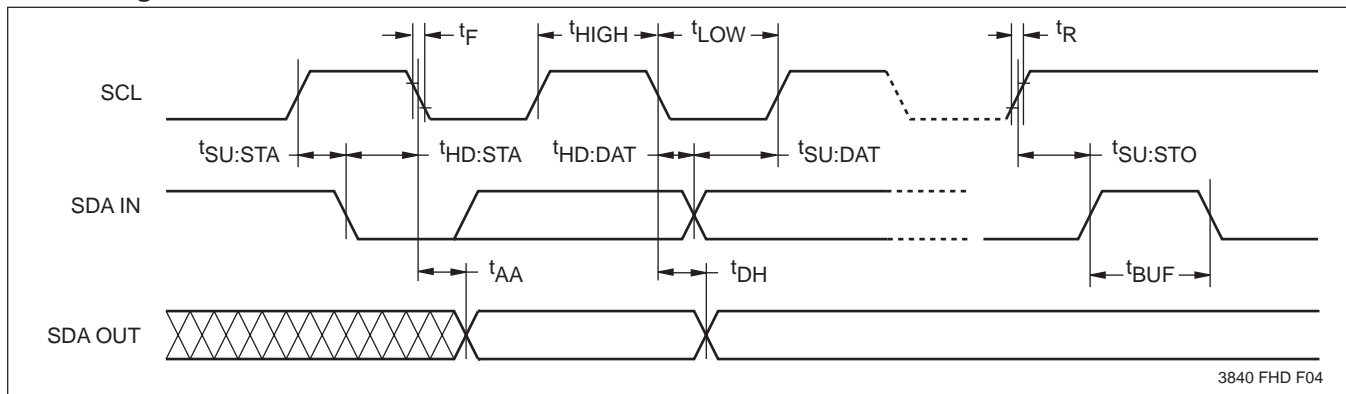 tF
tHIGH
tLOW
tR
SCL
tSU:STA
tHD:STA
tHD:DAT
tSU:DAT
tSU:STO
SDA IN
tAA
tDH
tBUF
SDA OUT
3840 FHD F04